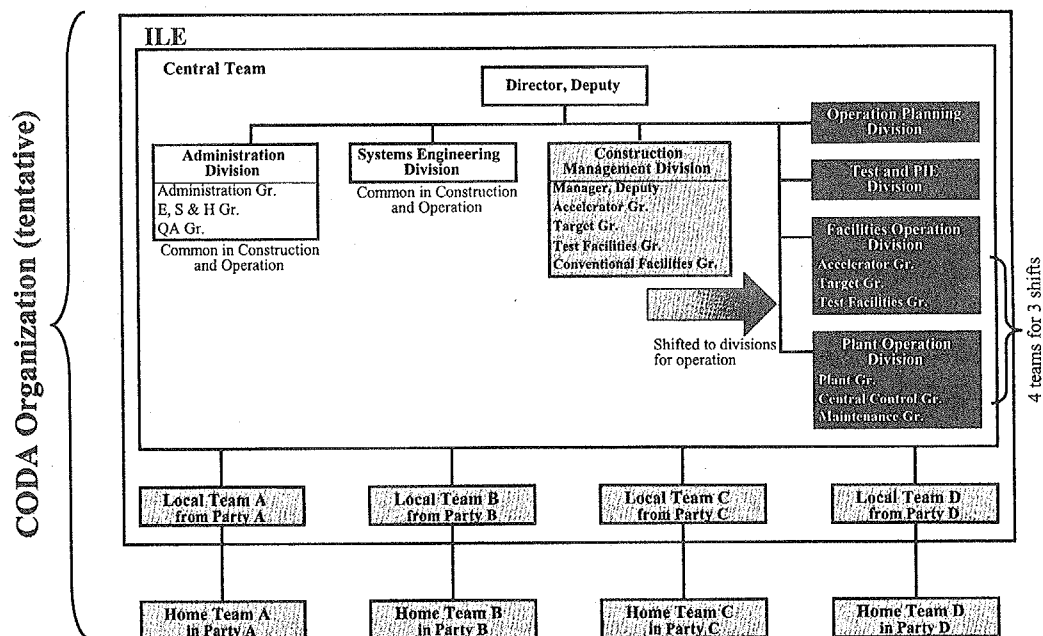 CODA Organization (tentative)
ILE
Central Team
Director, Deputy
Administration
Division
Administration Gr.
E, S & H Gr.
QA Gr.
Common in Construction
and Operation
Systems Engineering
Division
Common in Construction
and Operation
Construction
Management Division
Manager, Deputy
Accelerator Gr.
Target Gr.
Test Facilities Gr.
Conventional Facilities Gr.
Shifted to divisions
for operation
Operation Planning
Division
Test and PIE
Division
Facilities Operation
Division
Accelerator Gr.
Target Gr.
Test Facilities Gr.
Plant Operation
Division
Plant Gr.
Central Control Gr.
Maintenance Gr.
4 teams for 3 shifts
Local Team A
from Party A
Local Team B
from Party B
Local Team C
from Party C
Local Team D
from Party D
Home Team A
in Party A
Home Team B
in Party B
Home Team C
in Party C
Home Team D
in Party D